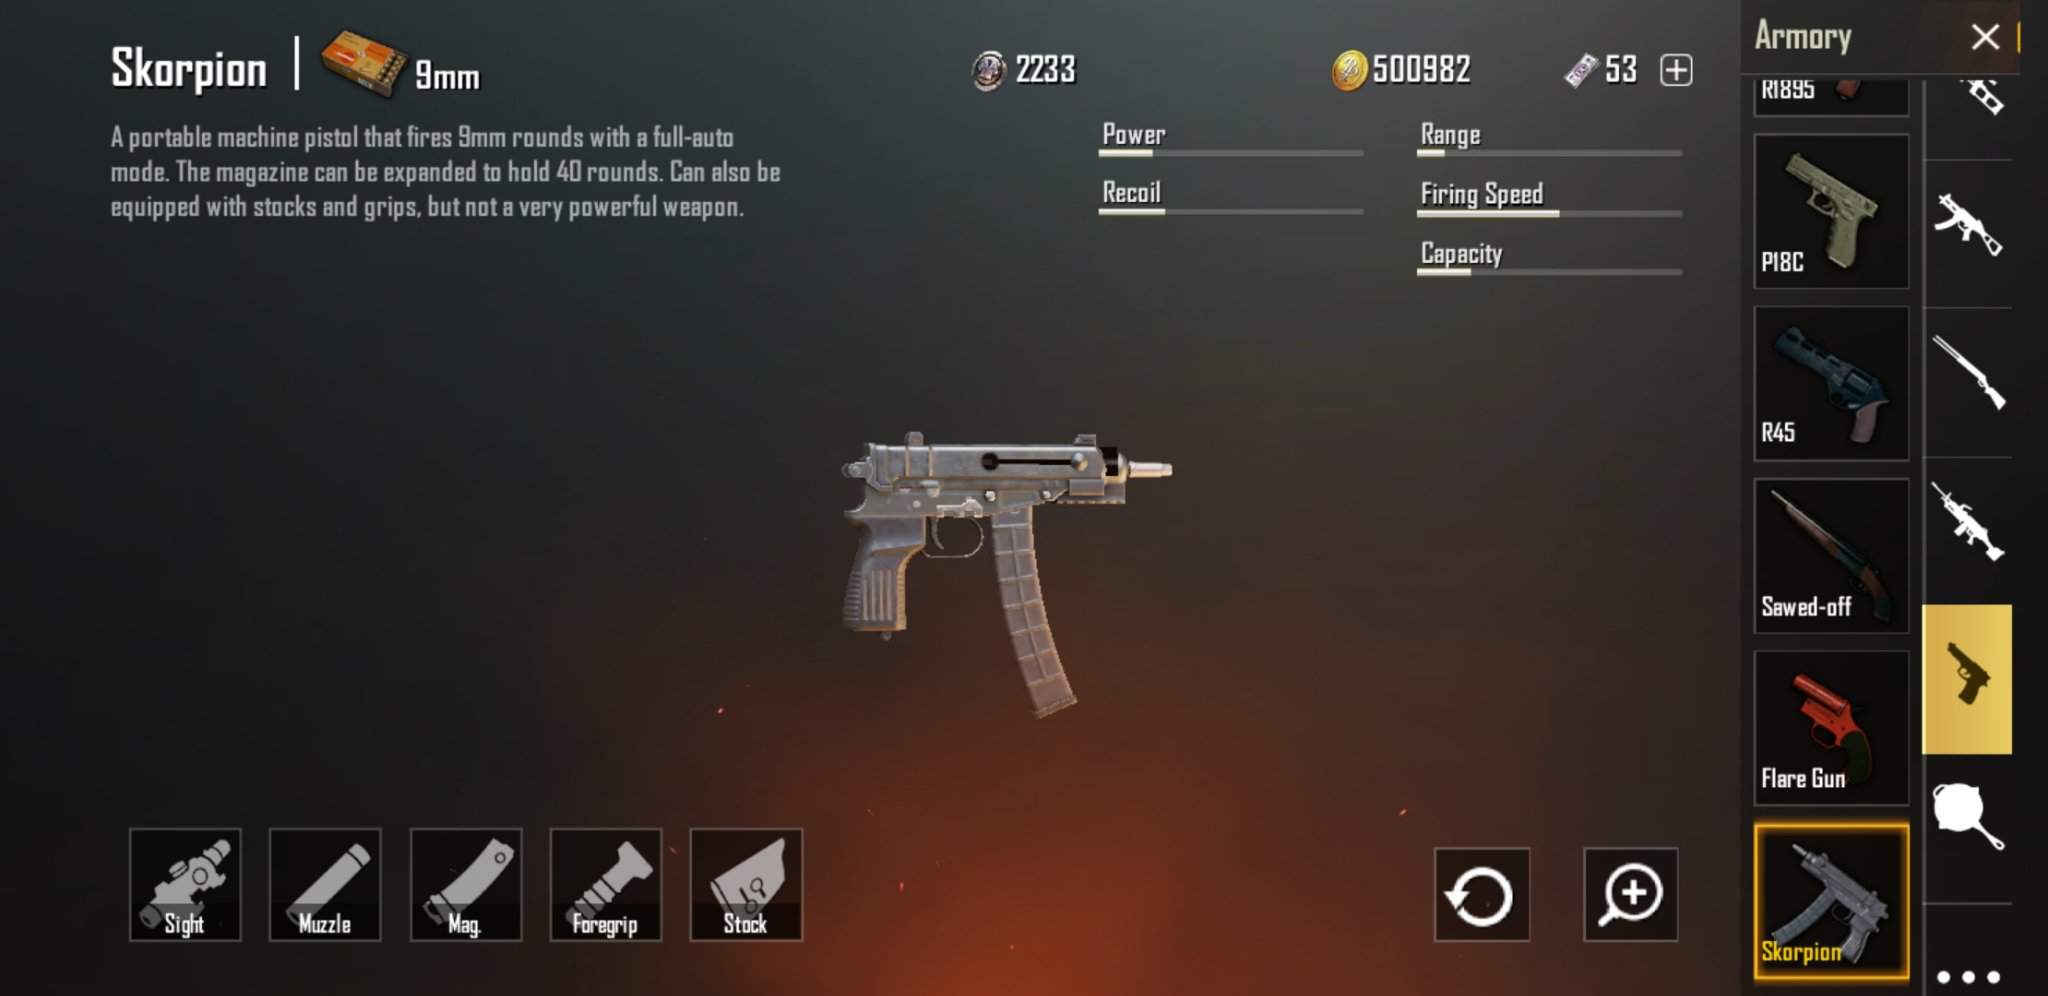 Skorpion
9mm
2233
500982
53
A portable machine pistol that fires 9mm rounds with a full-auto
mode. The magazine can be expanded to hold 40 rounds. Can also be
equipped with stocks and grips, but not a very powerful weapon.
Power
Range
Recoil
Firing Speed
Capacity
Armory
R1895
P18C
R45
Sawed-off
Flare Gun
Skorpion
Sight
Muzzle
Mag.
Foregrip
Stock